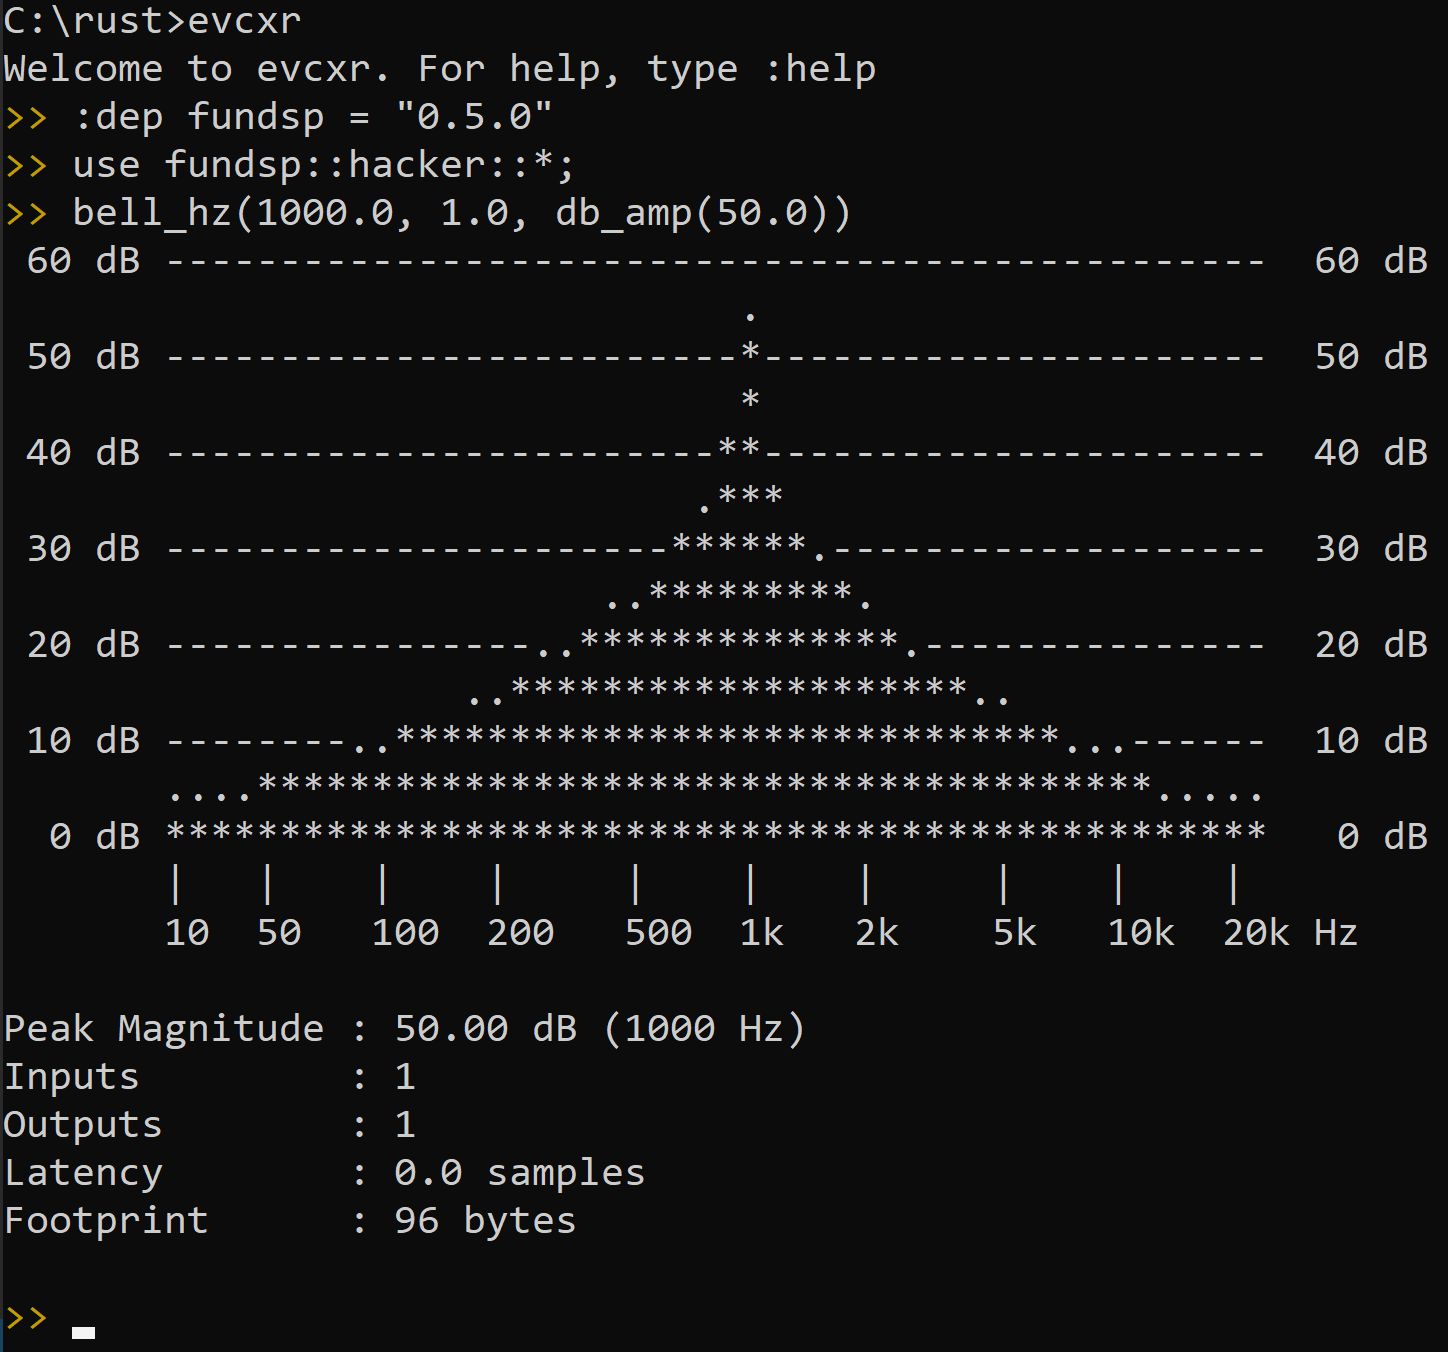 C:\rust>evcxr
Welcome to evcxr. For help, type :help
>> :dep fundsp = "0.5.0"
>> use fundsp::hacker::*;
>> bell_hz(1000.0, 1.0, db_amp(50.0))
 60 dB ------------------------------------------------  60 dB
                                .
 50 dB -------------------------*----------------------  50 dB
                                *
 40 dB ------------------------**----------------------  40 dB
                              .***
 30 dB ----------------------******.-------------------  30 dB
                          ..*********.
 20 dB ----------------..**************.---------------  20 dB
                    ..********************..
 10 dB --------..*****************************...------  10 dB
       ....***************************************.....
  0 dB ************************************************   0 dB
       |   |    |    |     |    |    |     |    |    |
       10  50   100  200   500  1k   2k    5k   10k  20k Hz
Peak Magnitude : 50.00 dB (1000 Hz)
Inputs         : 1
Outputs        : 1
Latency        : 0.0 samples
Footprint      : 96 bytes
>>